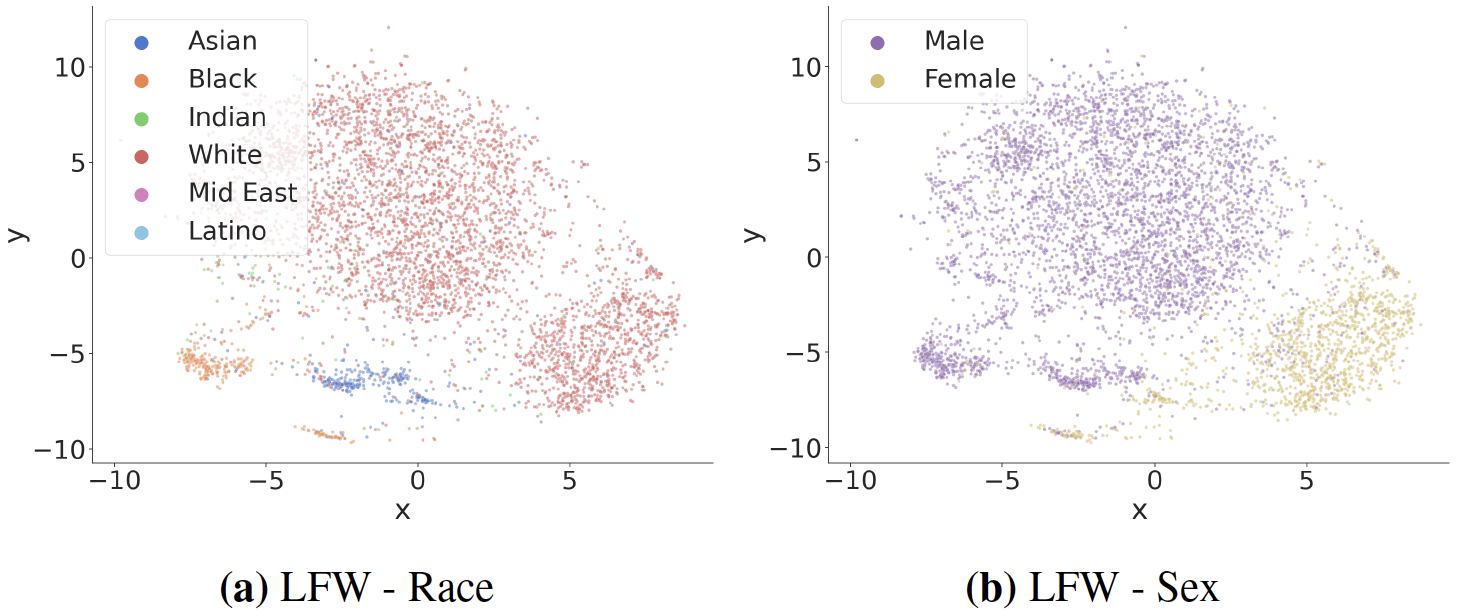 Asian
Black
Indian
White
Mid East
Latino
10
5
0
−5
−10
y
−10
−5
0
5
x
(a) LFW - Race
Male
Female
10
5
0
−5
−10
y
−10
−5
0
5
x
(b) LFW - Sex